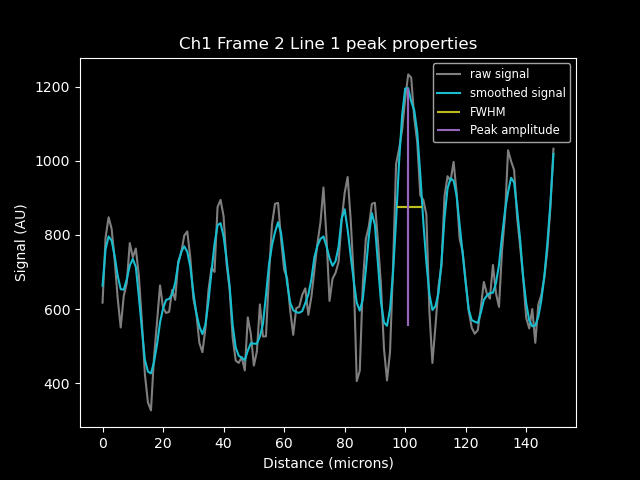 Ch1 Frame 2 Line 1 peak properties
raw signal
smoothed signal
FWHM
Peak amplitude
1200
1000
800
600
400
Signal (AU)
0 20 40 60 80 100 120 140
Distance (microns)